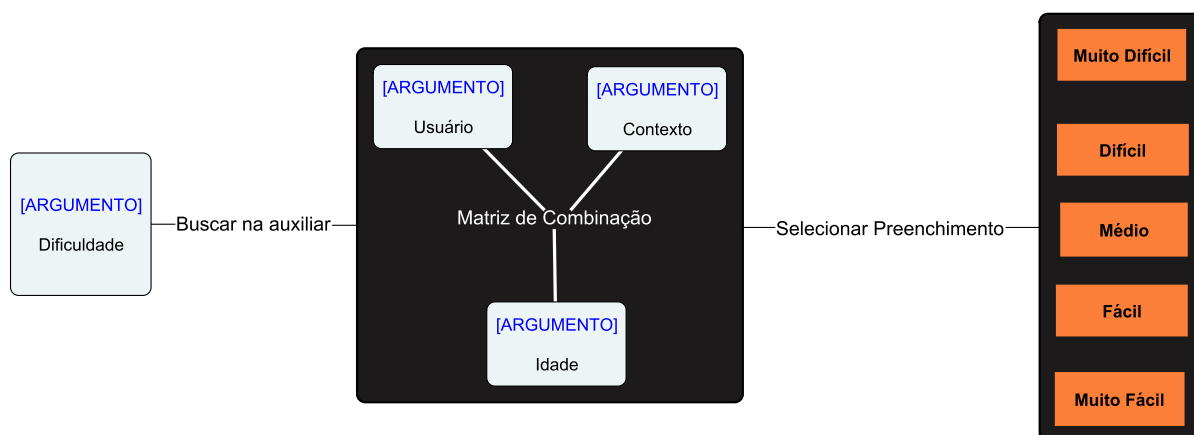 [ARGUMENTO]
Dificuldade
Buscar na auxiliar
[ARGUMENTO]
Usuário
[ARGUMENTO]
Contexto
Matriz de Combinação
[ARGUMENTO]
Idade
Selecionar Preenchimento
Muito Difícil
Difícil
Médio
Fácil
Muito Fácil